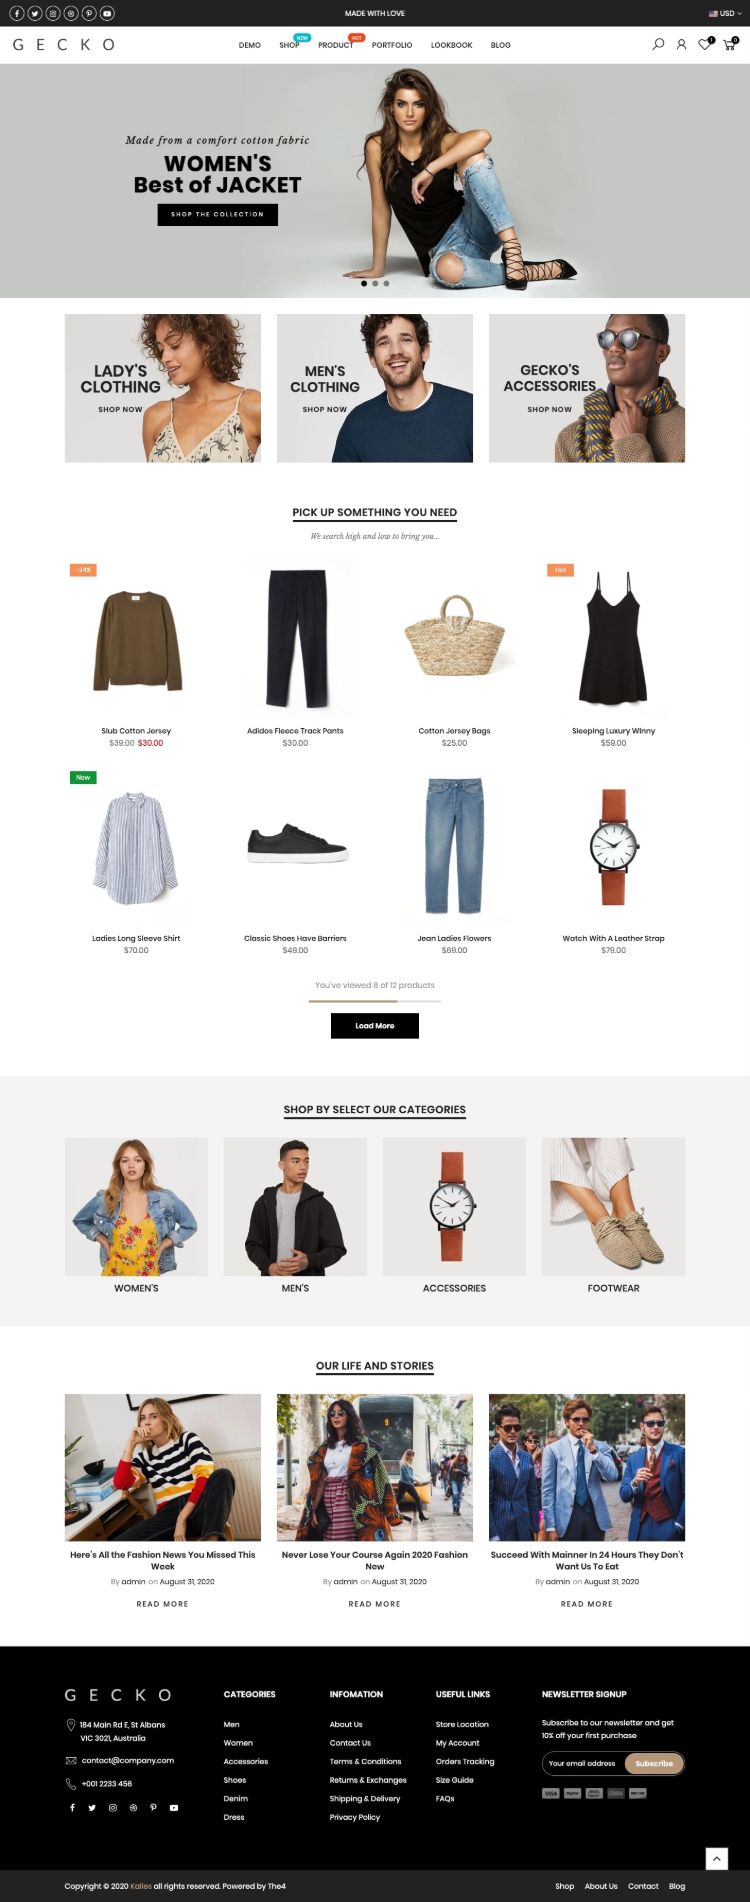 MADE WITH LOVE
USD
GECKO
DEMO
SHOP
NEW
PRODUCT
HOT
PORTFOLIO
LOOKBOOK
BLOG
1
0
Made from a comfort cotton fabric
WOMEN'S
Best of JACKET
SHOP THE COLLECTION
LADY'S
CLOTHING
SHOP NOW
MEN'S
CLOTHING
SHOP NOW
GECKO'S
ACCESSORIES
SHOP NOW
PICK UP SOMETHING YOU NEED
We search high and low to bring you...
-24%
Slub Cotton Jersey
$39.00 $30.00
Adidas Fleece Track Pants
$30.00
Cotton Jersey Bags
$25.00
Hot
Sleeping Luxury Winny
$59.00
New
Ladies Long Sleeve Shirt
$70.00
Classic Shoes Have Barriers
$49.00
Jean Ladies Flowers
$69.00
Watch With A Leather Strap
$79.00
You've viewed 8 of 12 products
Load More
SHOP BY SELECT OUR CATEGORIES
WOMEN'S
MEN'S
ACCESSORIES
FOOTWEAR
OUR LIFE AND STORIES
9
Here's All the Fashion News You Missed This
Week
By admin on August 31, 2020
READ MORE
Never Lose Your Course Again 2020 Fashion
New
By admin on August 31, 2020
READ MORE
Succeed With Mainner In 24 Hours They Don't
Want Us To Eat
By admin on August 31, 2020
READ MORE
GECKO
184 Main Rd E, St Albans
VIC 3021, Australia
contact@company.com
+001 2233 456
CATEGORIES
Men
Women
Accessories
Shoes
Denim
Dress
INFOMATION
About Us
Contact Us
Terms & Conditions
Returns & Exchanges
Shipping & Delivery
Privacy Policy
USEFUL LINKS
Store Location
My Account
Orders Tracking
Size Guide
FAQs
NEWSLETTER SIGNUP
Subscribe to our newsletter and get
10% off your first purchase
Your email address
Subscribe
VISA
PayPal
Copyright © 2020 Kalles all rights reserved. Powered by The4
Shop
About Us
Contact
Blog